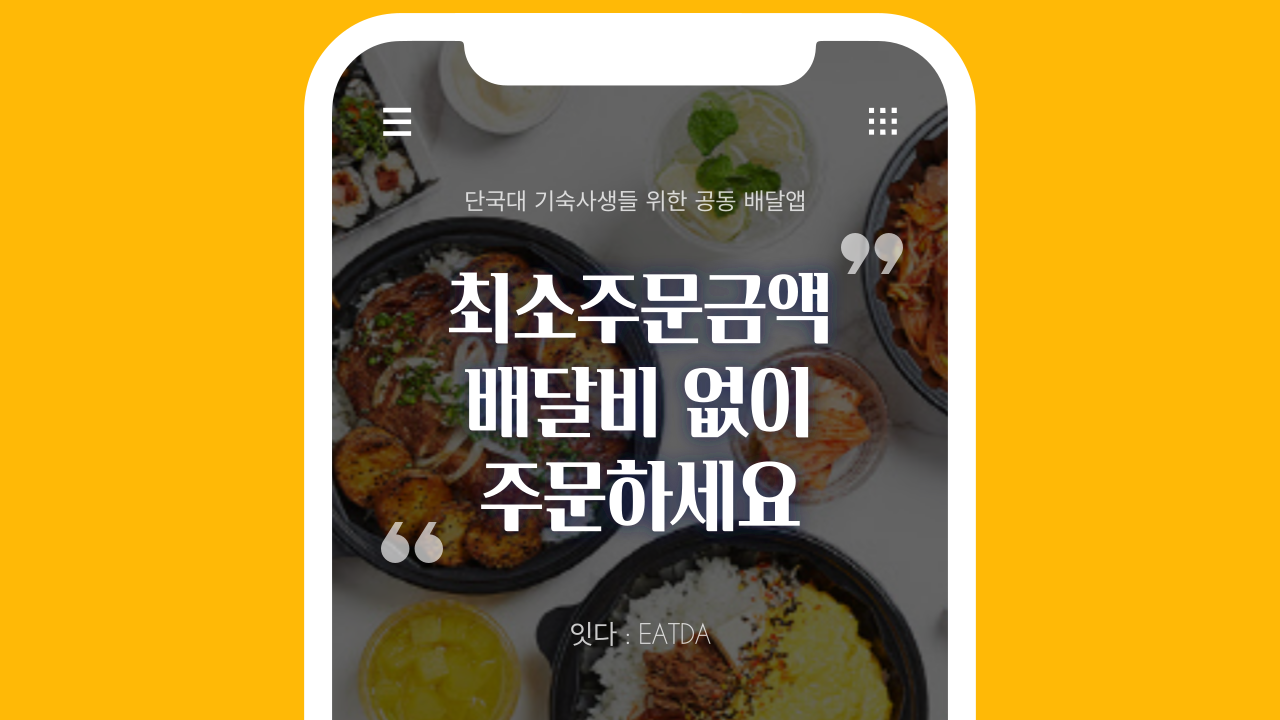 단국대 기숙사생들 위한 공동 배달앱
”
최소주문금액
배달비 없이
주문하세요
“
잇다 : EATDA